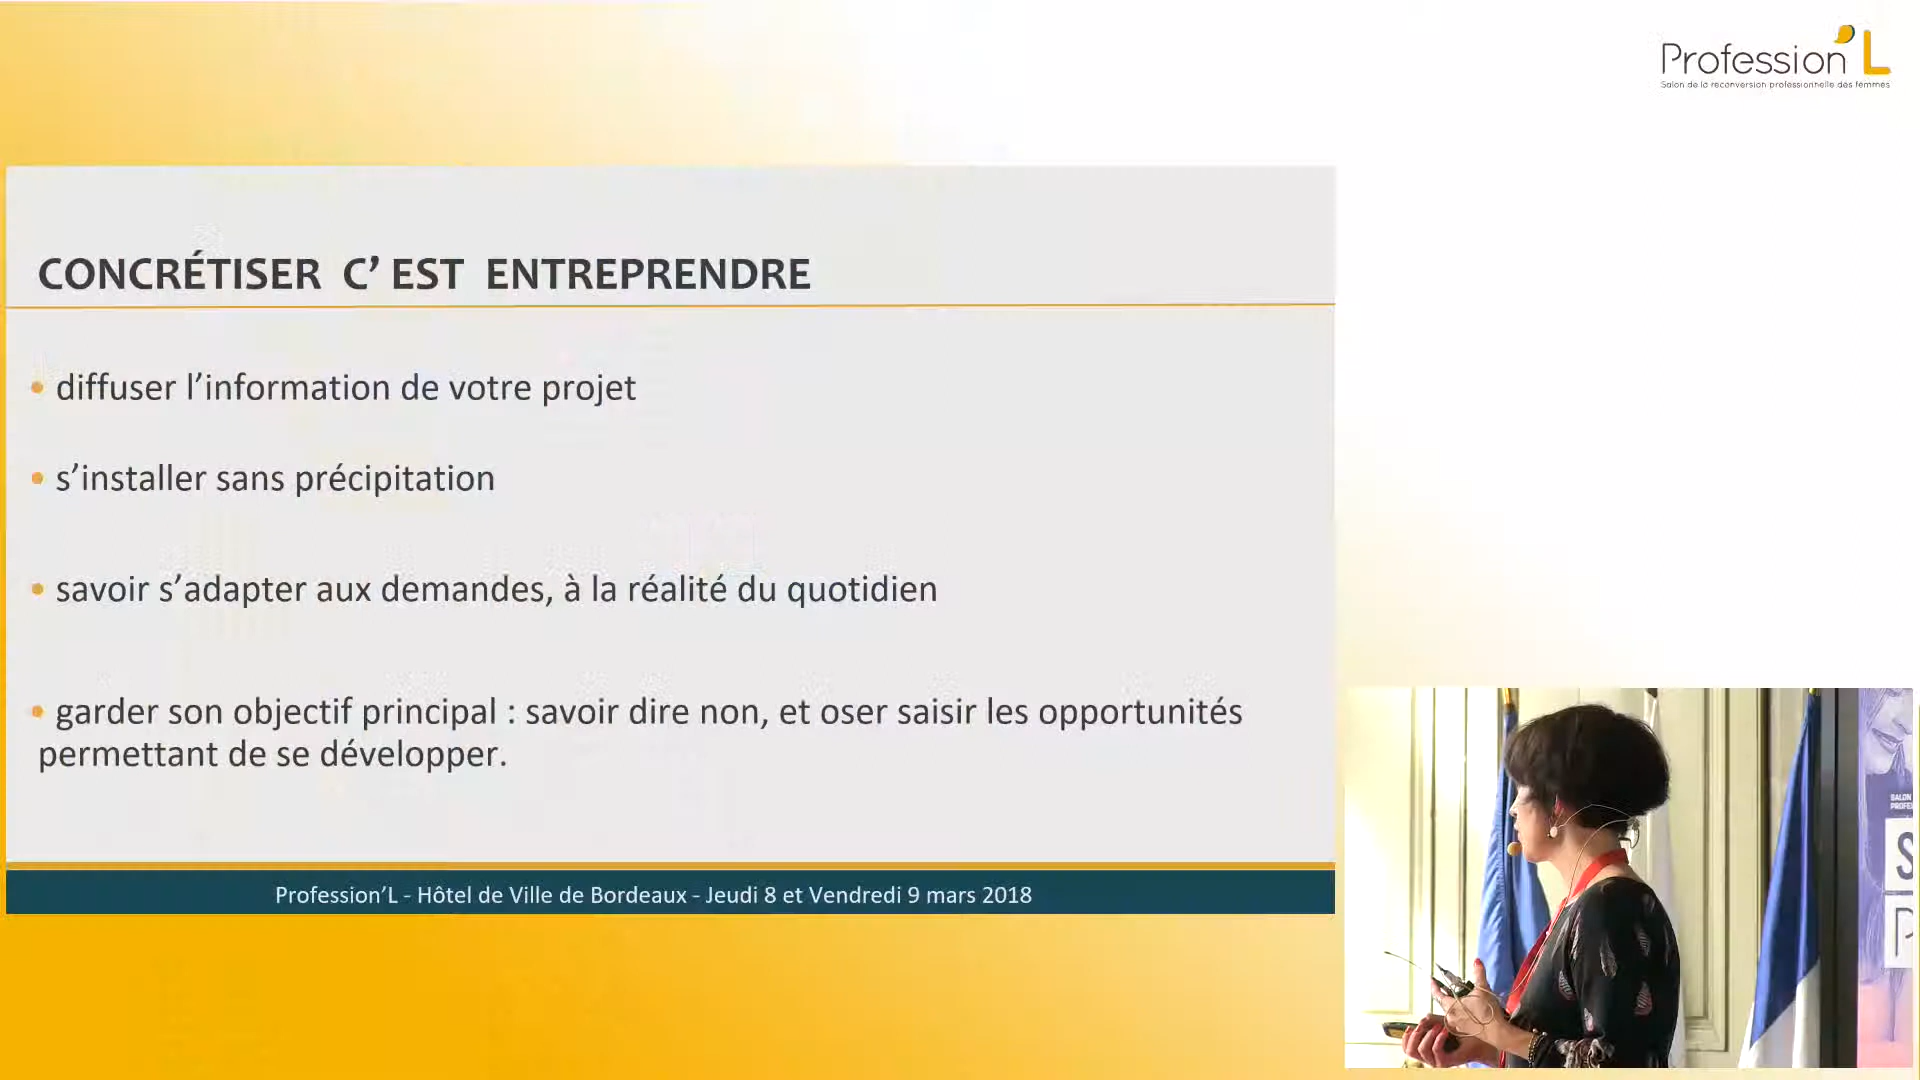 Profession'L
Salon de la reconversion professionnelle des femmes
CONCRÉTISER C’ EST ENTREPRENDRE
• diffuser l’information de votre projet
• s’installer sans précipitation
• savoir s’adapter aux demandes, à la réalité du quotidien
• garder son objectif principal : savoir dire non, et oser saisir les opportunités
permettant de se développer.
Profession’L - Hôtel de Ville de Bordeaux - Jeudi 8 et Vendredi 9 mars 2018
SALON